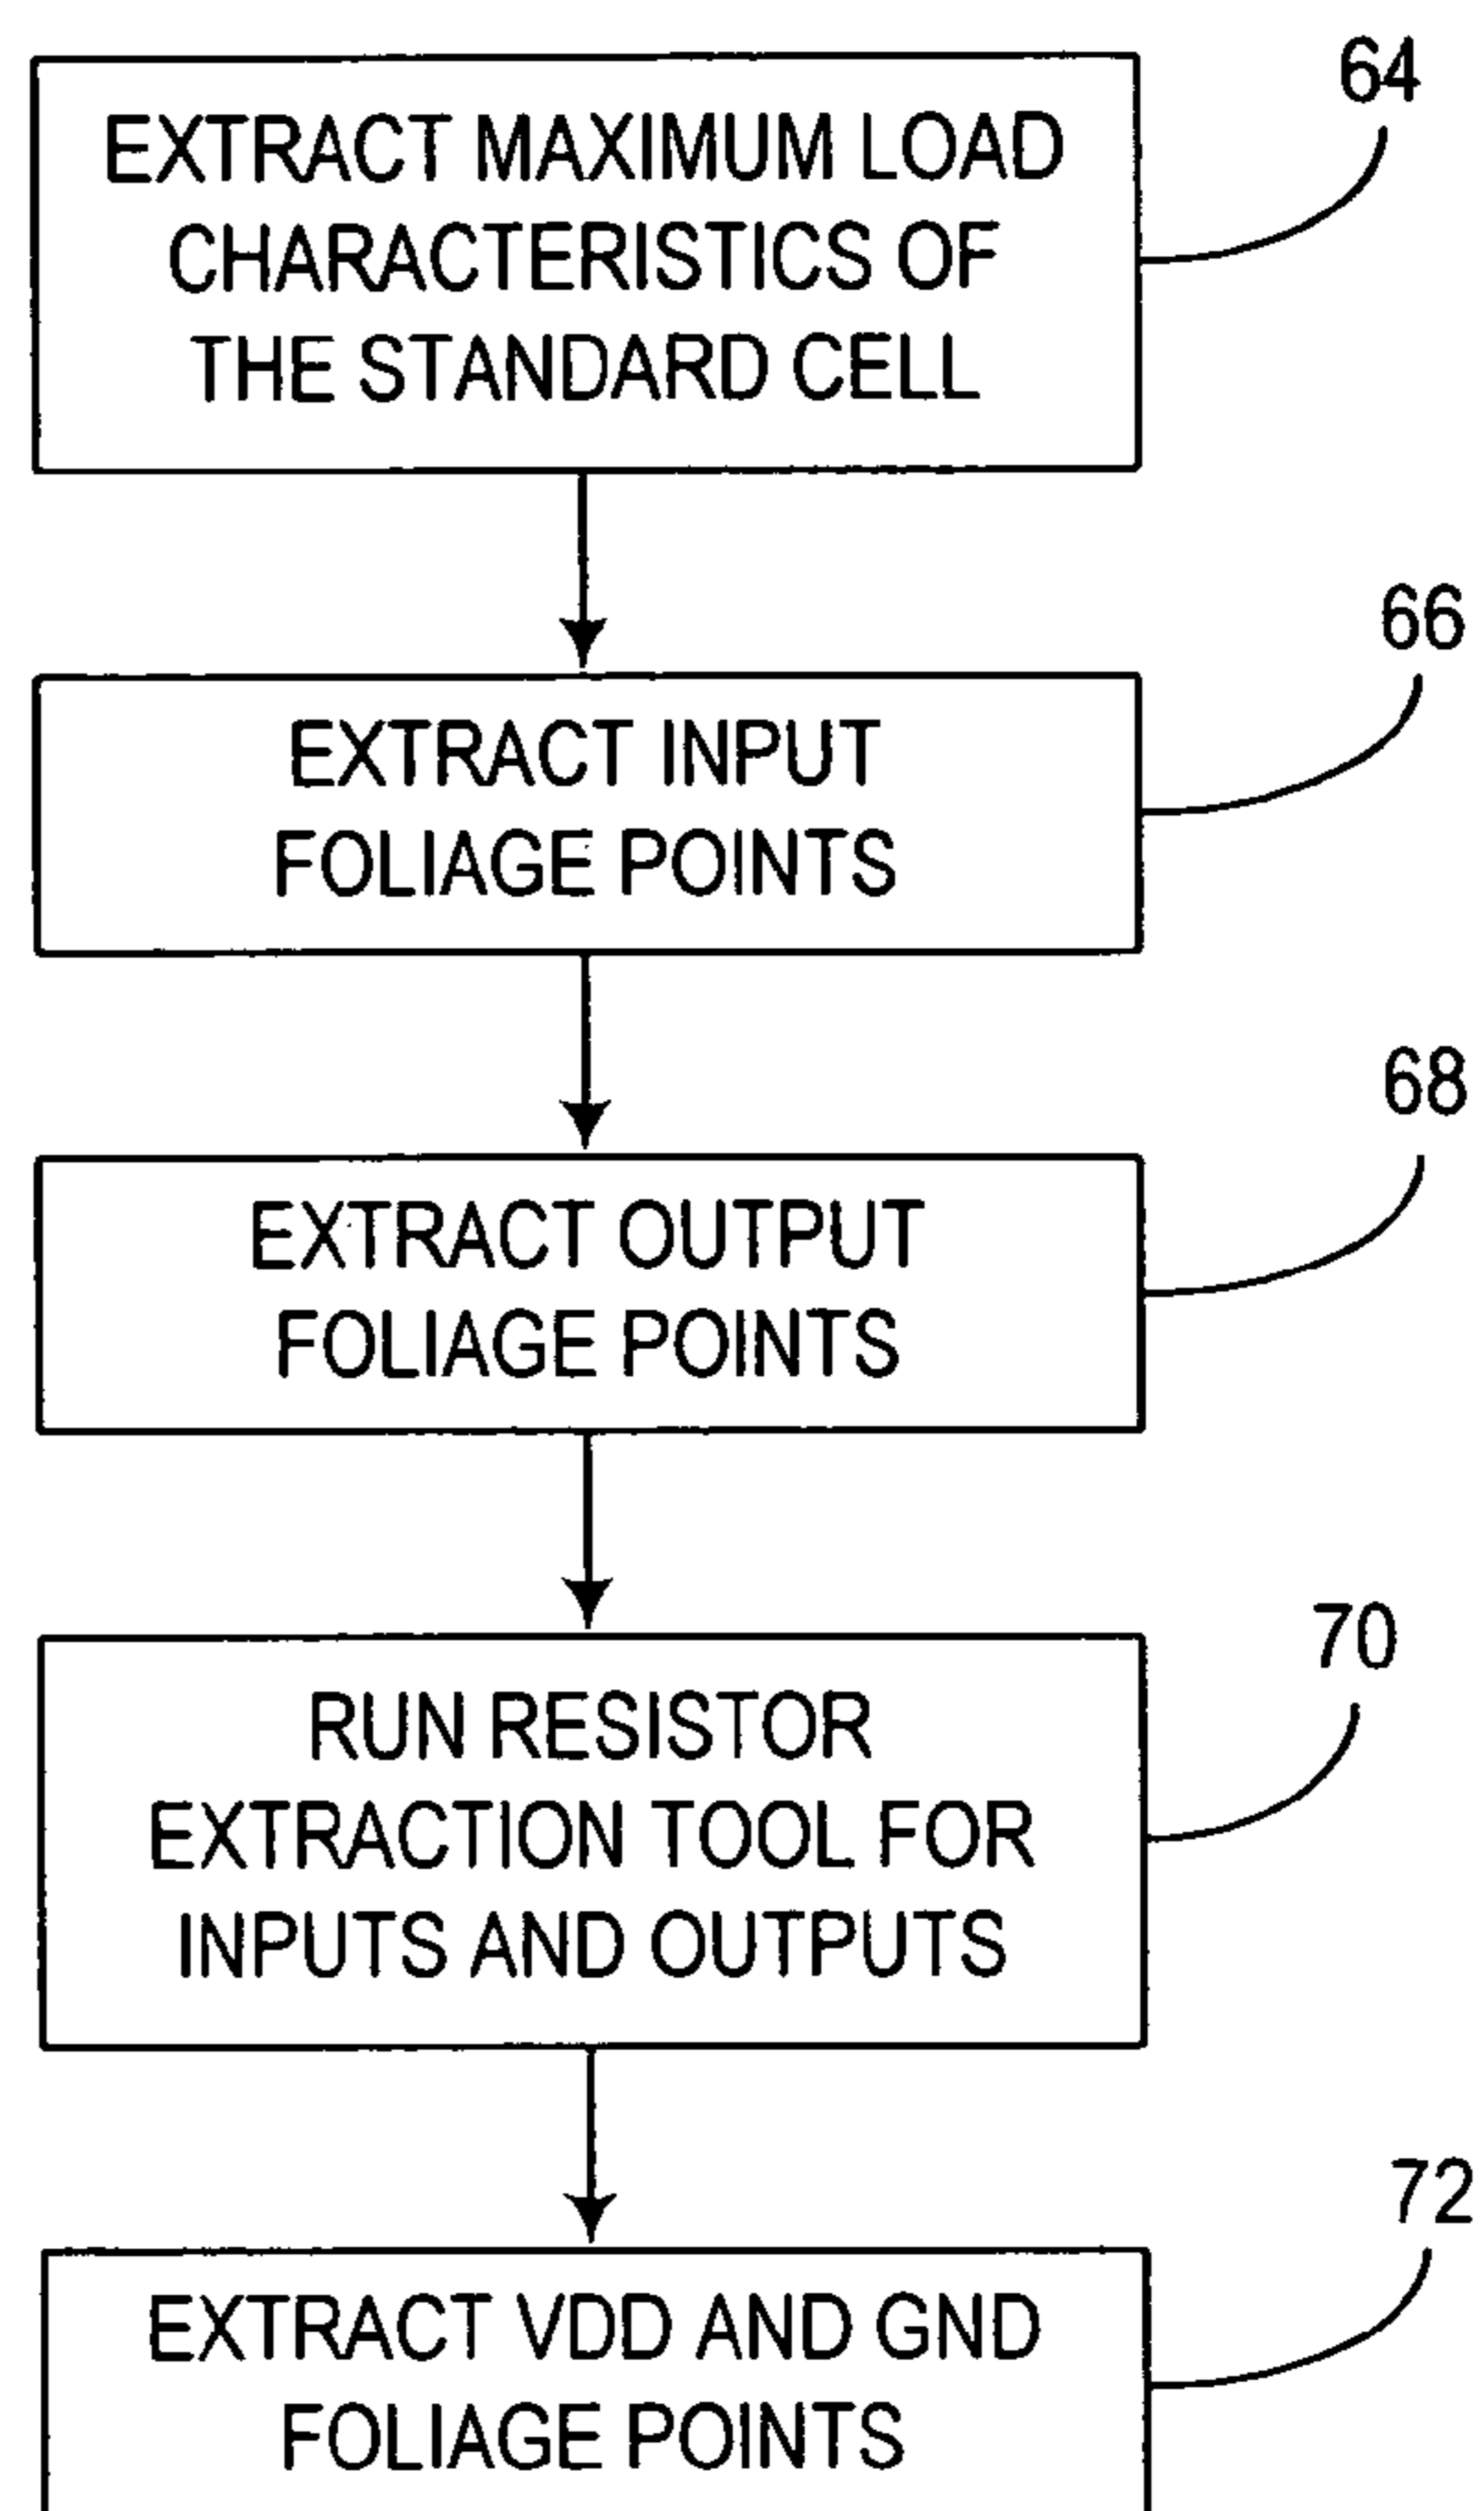 64
EXTRACT MAXIMUM LOAD
CHARACTERISTICS OF
THE STANDARD CELL
66
EXTRACT INPUT
FOLIAGE POINTS
68
EXTRACT OUTPUT
FOLIAGE POINTS
70
RUN RESISTOR
EXTRACTION TOOL FOR
INPUTS AND OUTPUTS
72
EXTRACT VDD AND GND
FOLIAGE POINTS